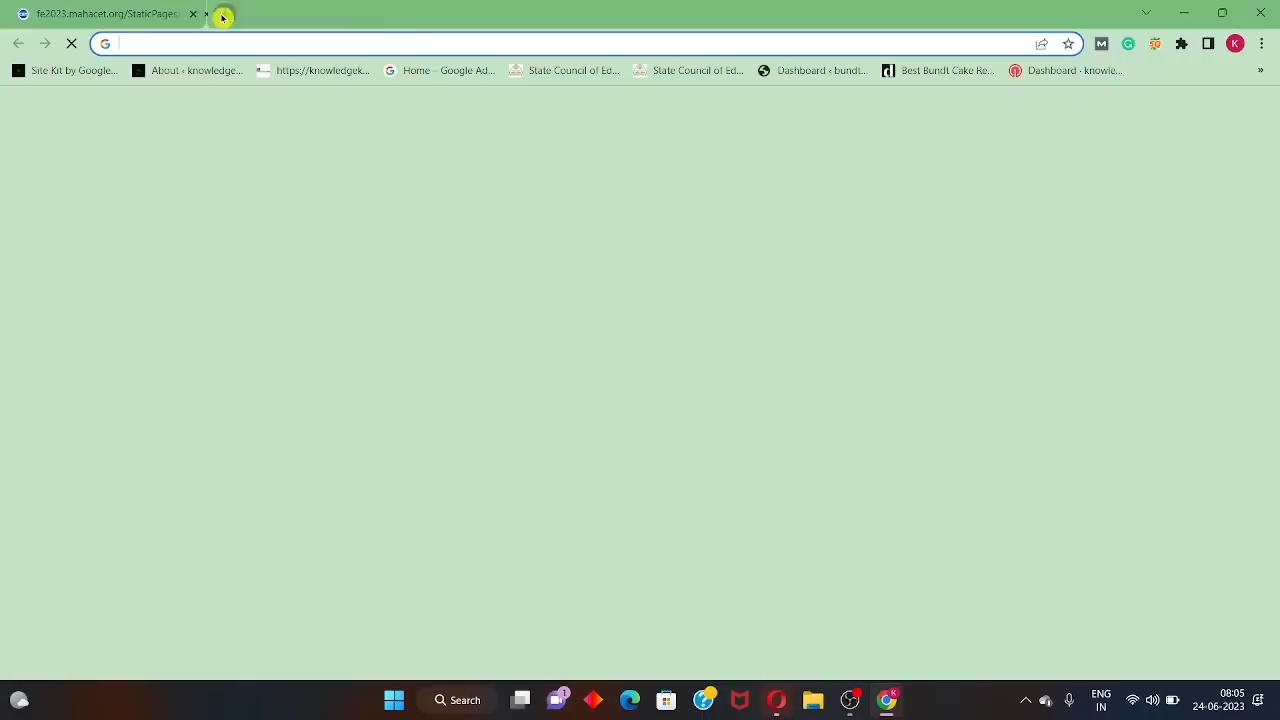 fe2023.mahacet.org/StaticPages
Site Kit by Google... About ‹ knowledge... https://knowledgek... Home – Google Ad... State Council of Ed... State Council of Ed... Dashboard ‹ bundt... Best Bundt Cake Re... Dashboard · knowle... »
Search
ENG
IN
08:05
24-06-2023